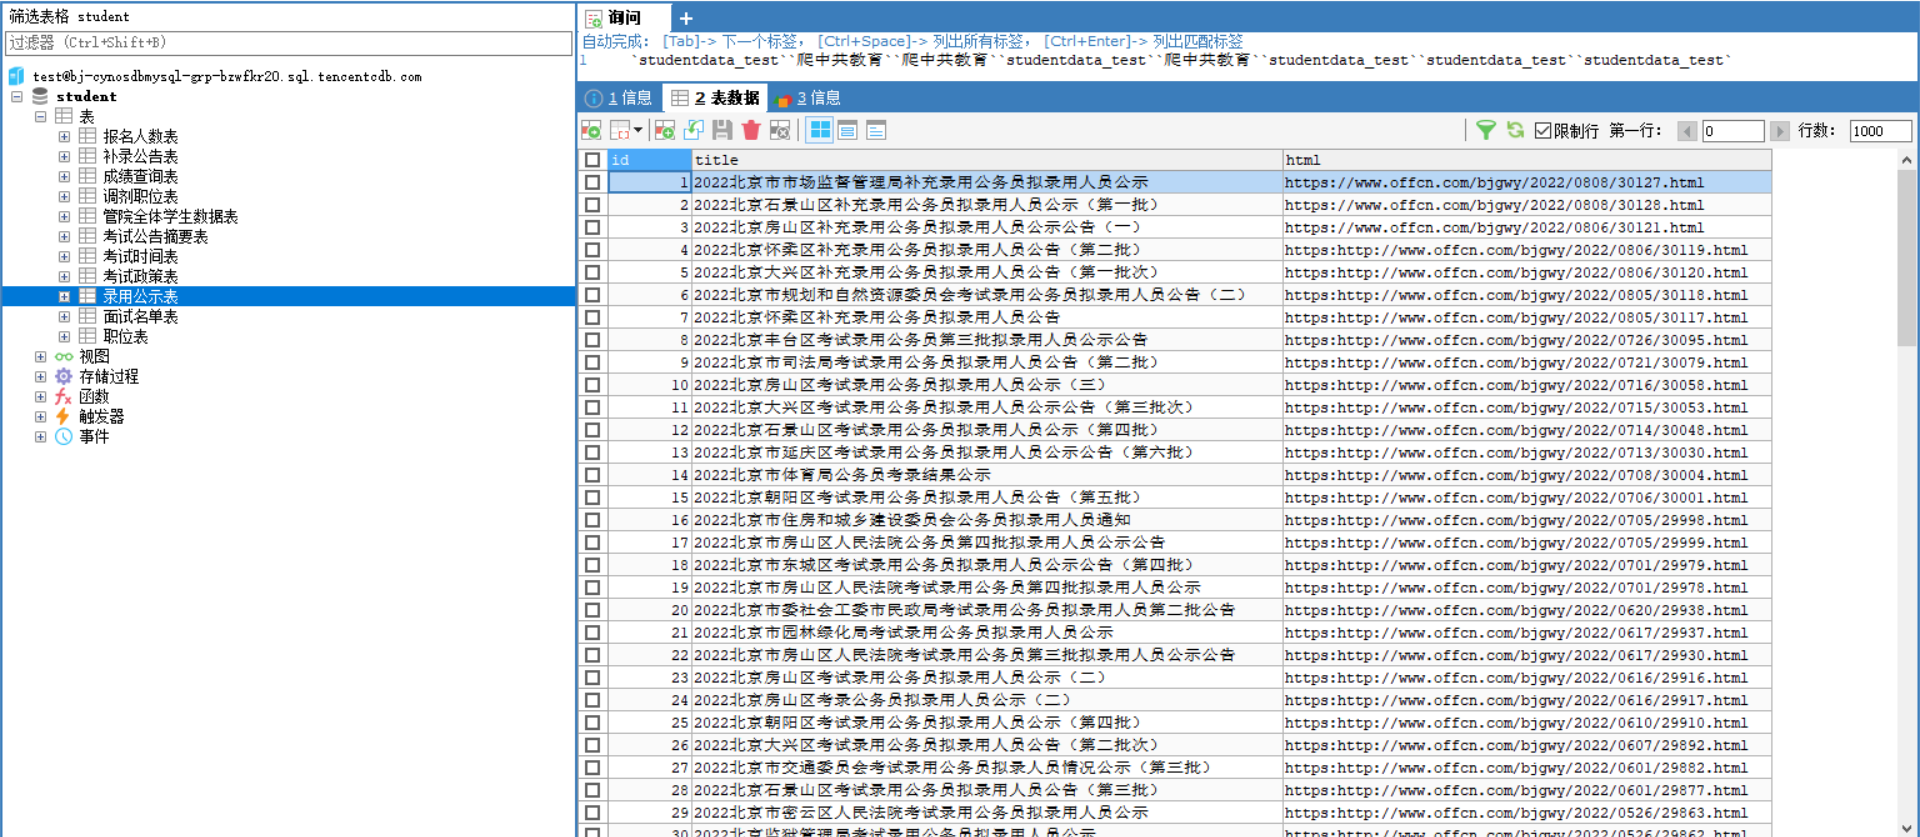 筛选表格 student
过滤器 (Ctrl+Shift+B)
test@bj-cynosdbmysql-grp-bzwfkr20.sql.tencentcdb.com
student
表
报名人数表
补录公告表
成绩查询表
调剂职位表
管院全体学生数据表
考试公告摘要表
考试时间表
考试政策表
录用公示表
面试名单表
职位表
视图
存储过程
函数
触发器
事件
询问
自动完成: [Tab]-> 下一个标签, [Ctrl+Space]-> 列出所有标签, [Ctrl+Enter]-> 列出匹配标签
1 `studentdata_test``爬中共教育``爬中共教育``studentdata_test``爬中共教育``studentdata_test``studentdata_test``studentdata_test`
1 信息 2 表数据 3 信息
限制行 第一行: 0 行数: 1000
id title html
1 2022北京市市场监督管理局补充录用公务员拟录用人员公示 https://www.offcn.com/bjgwy/2022/0808/30127.html
2 2022北京石景山区补充录用公务员拟录用人员公示（第一批） https://www.offcn.com/bjgwy/2022/0808/30128.html
3 2022北京房山区补充录用公务员拟录用人员公示公告（一） https://www.offcn.com/bjgwy/2022/0806/30121.html
4 2022北京怀柔区补充录用公务员拟录用人员公告（第二批） https:http://www.offcn.com/bjgwy/2022/0806/30119.html
5 2022北京大兴区补充录用公务员拟录用人员公告（第一批次） https:http://www.offcn.com/bjgwy/2022/0806/30120.html
6 2022北京市规划和自然资源委员会考试录用公务员拟录用人员公告（二） https:http://www.offcn.com/bjgwy/2022/0805/30118.html
7 2022北京怀柔区补充录用公务员拟录用人员公告 https:http://www.offcn.com/bjgwy/2022/0805/30117.html
8 2022北京丰台区考试录用公务员第三批拟录用人员公示公告 https:http://www.offcn.com/bjgwy/2022/0726/30095.html
9 2022北京市司法局考试录用公务员拟录用人员公告（第二批） https:http://www.offcn.com/bjgwy/2022/0721/30079.html
10 2022北京房山区考试录用公务员拟录用人员公示（三） https:http://www.offcn.com/bjgwy/2022/0716/30058.html
11 2022北京大兴区考试录用公务员拟录用人员公示公告（第三批次） https:http://www.offcn.com/bjgwy/2022/0715/30053.html
12 2022北京石景山区考试录用公务员拟录用人员公示（第四批） https:http://www.offcn.com/bjgwy/2022/0714/30048.html
13 2022北京市延庆区考试录用公务员拟录用人员公示公告（第六批） https:http://www.offcn.com/bjgwy/2022/0713/30030.html
14 2022北京市体育局公务员考录结果公示 https:http://www.offcn.com/bjgwy/2022/0708/30004.html
15 2022北京朝阳区考试录用公务员拟录用人员公告（第五批） https:http://www.offcn.com/bjgwy/2022/0706/30001.html
16 2022北京市住房和城乡建设委员会公务员拟录用人员通知 https:http://www.offcn.com/bjgwy/2022/0705/29998.html
17 2022北京市房山区人民法院公务员第四批拟录用人员公示公告 https:http://www.offcn.com/bjgwy/2022/0705/29999.html
18 2022北京市东城区考试录用公务员拟录用人员公示公告（第四批） https:http://www.offcn.com/bjgwy/2022/0701/29979.html
19 2022北京市房山区人民法院考试录用公务员第四批拟录用人员公示 https:http://www.offcn.com/bjgwy/2022/0701/29978.html
20 2022北京市委社会工委市民政局考试录用公务员拟录用人员第二批公告 https:http://www.offcn.com/bjgwy/2022/0620/29938.html
21 2022北京市园林绿化局考试录用公务员拟录用人员公示 https:http://www.offcn.com/bjgwy/2022/0617/29937.html
22 2022北京市房山区人民法院考试录用公务员第三批拟录用人员公示公告 https:http://www.offcn.com/bjgwy/2022/0617/29930.html
23 2022北京房山区考试录用公务员拟录用人员公示（二） https:http://www.offcn.com/bjgwy/2022/0616/29916.html
24 2022北京房山区考录公务员拟录用人员公示（二） https:http://www.offcn.com/bjgwy/2022/0616/29917.html
25 2022北京朝阳区考试录用公务员拟录用人员公示（第四批） https:http://www.offcn.com/bjgwy/2022/0610/29910.html
26 2022北京大兴区考试录用公务员拟录用人员公告（第二批次） https:http://www.offcn.com/bjgwy/2022/0607/29892.html
27 2022北京市交通委员会考试录用公务员拟录人员情况公示（第三批） https:http://www.offcn.com/bjgwy/2022/0601/29882.html
28 2022北京石景山区考试录用公务员拟录用人员公告（第三批） https:http://www.offcn.com/bjgwy/2022/0601/29877.html
29 2022北京市密云区人民法院考试录用公务员拟录用人员公示 https:http://www.offcn.com/bjgwy/2022/0526/29863.html
30 2022北京监狱管理局考试录用公务员拟录用人员公示 https:http://www.offcn.com/bjgwy/2022/0526/29862.html